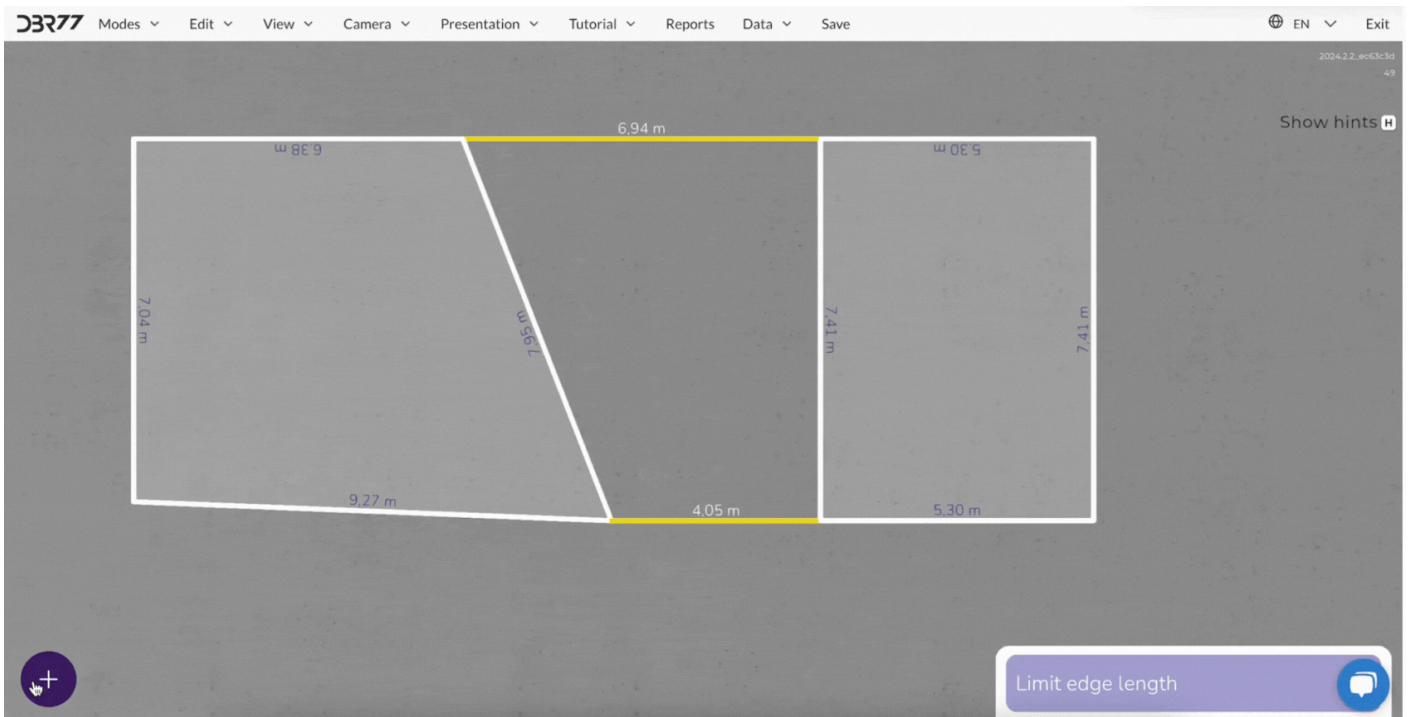 DBR77 Modes Edit View Camera Presentation Tutorial Reports Data Save EN Exit
2024.2.2_ec63c3d
49
Show hints H
6,94 m
6,38 m
5,30 m
7,04 m
7,95 m
7,41 m
7,41 m
9,27 m
4,05 m
5,30 m
Limit edge length